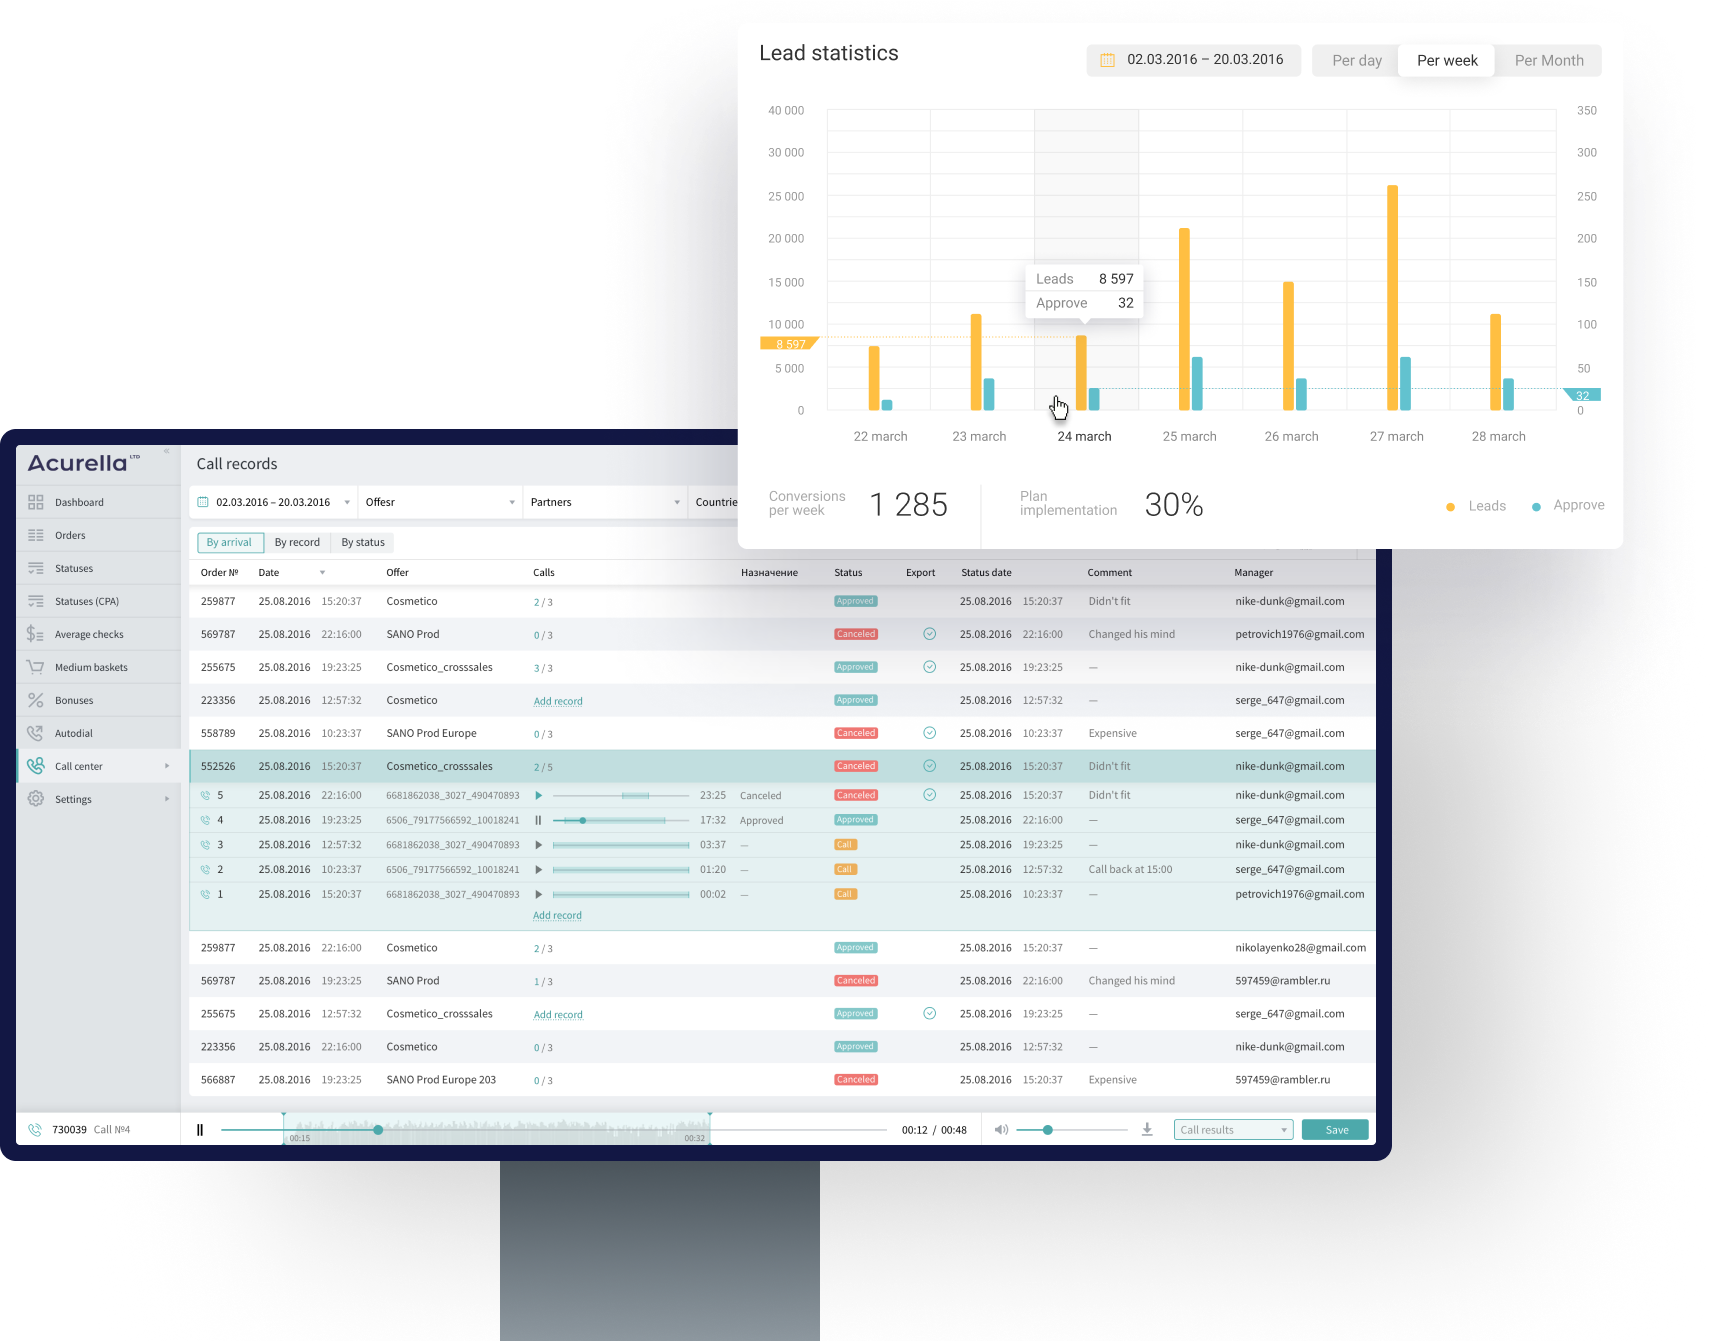 Lead statistics
02.03.2016 – 20.03.2016
Per day Per week Per Month
40 000 350
30 000 300
25 000 250
20 000 200
15 000 150
Leads 8 597
Approve 32
10 000 100
8 597
5 000 50
32
0 0
22 march 23 march 24 march 25 march 26 march 27 march 28 march
Conversions per week 1 285
Plan implementation 30%
Leads Approve
Acurella LTD «
Dashboard
Orders
Statuses
Statuses (CPA)
Average checks
Medium baskets
Bonuses
Autodial
Call center
Settings
Call records
02.03.2016 – 20.03.2016 Offesr Partners Countrie
By arrival By record By status
Order № Date Offer Calls Назначение Status Export Status date Comment Manager
259877 25.08.2016 15:20:37 Cosmetico 2 / 3 Approved 25.08.2016 15:20:37 Didn't fit nike-dunk@gmail.com
569787 25.08.2016 22:16:00 SANO Prod 0 / 3 Canceled 25.08.2016 22:16:00 Changed his mind petrovich1976@gmail.com
255675 25.08.2016 19:23:25 Cosmetico_crosssales 3 / 3 Approved 25.08.2016 19:23:25 — nike-dunk@gmail.com
223356 25.08.2016 12:57:32 Cosmetico Add record Approved 25.08.2016 12:57:32 — serge_647@gmail.com
558789 25.08.2016 10:23:37 SANO Prod Europe 0 / 3 Canceled 25.08.2016 10:23:37 Expensive serge_647@gmail.com
552526 25.08.2016 15:20:37 Cosmetico_crosssales 2 / 5 Canceled 25.08.2016 15:20:37 Didn't fit nike-dunk@gmail.com
5 25.08.2016 22:16:00 6681862038_3027_490470893 23:25 Canceled Canceled 25.08.2016 15:20:37 Didn't fit nike-dunk@gmail.com
4 25.08.2016 19:23:25 6506_79177566592_10018241 17:32 Approved Approved 25.08.2016 22:16:00 — serge_647@gmail.com
3 25.08.2016 12:57:32 6681862038_3027_490470893 03:37 — Call 25.08.2016 19:23:25 — nike-dunk@gmail.com
2 25.08.2016 10:23:37 6506_79177566592_10018241 01:20 — Call 25.08.2016 12:57:32 Call back at 15:00 serge_647@gmail.com
1 25.08.2016 15:20:37 6681862038_3027_490470893 00:02 — Call 25.08.2016 10:23:37 — petrovich1976@gmail.com
Add record
259877 25.08.2016 22:16:00 Cosmetico 2 / 3 Approved 25.08.2016 15:20:37 — nikolayenko28@gmail.com
569787 25.08.2016 19:23:25 SANO Prod 1 / 3 Canceled 25.08.2016 22:16:00 Changed his mind 597459@rambler.ru
255675 25.08.2016 12:57:32 Cosmetico_crosssales Add record Approved 25.08.2016 19:23:25 — serge_647@gmail.com
223356 25.08.2016 22:16:00 Cosmetico 0 / 3 Approved 25.08.2016 12:57:32 — nike-dunk@gmail.com
566887 25.08.2016 19:23:25 SANO Prod Europe 203 0 / 3 Canceled 25.08.2016 15:20:37 Expensive 597459@rambler.ru
730039 Call №4 00:15 00:32 00:12 / 00:48 Call results Save